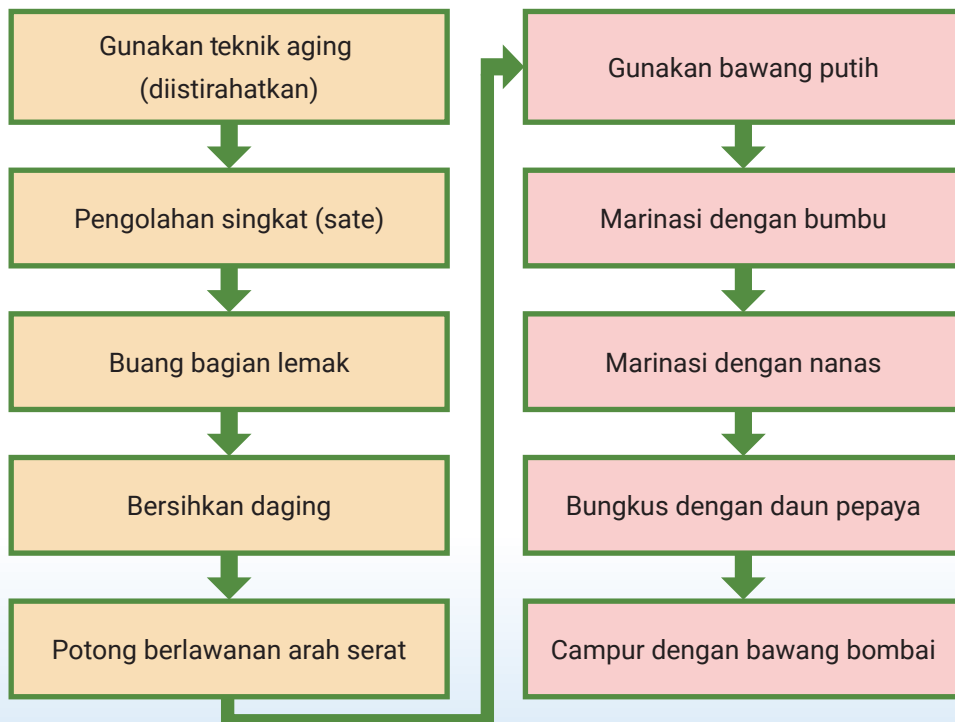 Gunakan teknik aging
(diistirahatkan)
Pengolahan singkat (sate)
Buang bagian lemak
Bersihkan daging
Potong berlawanan arah serat
Gunakan bawang putih
Marinasi dengan bumbu
Marinasi dengan nanas
Bungkus dengan daun pepaya
Campur dengan bawang bombai